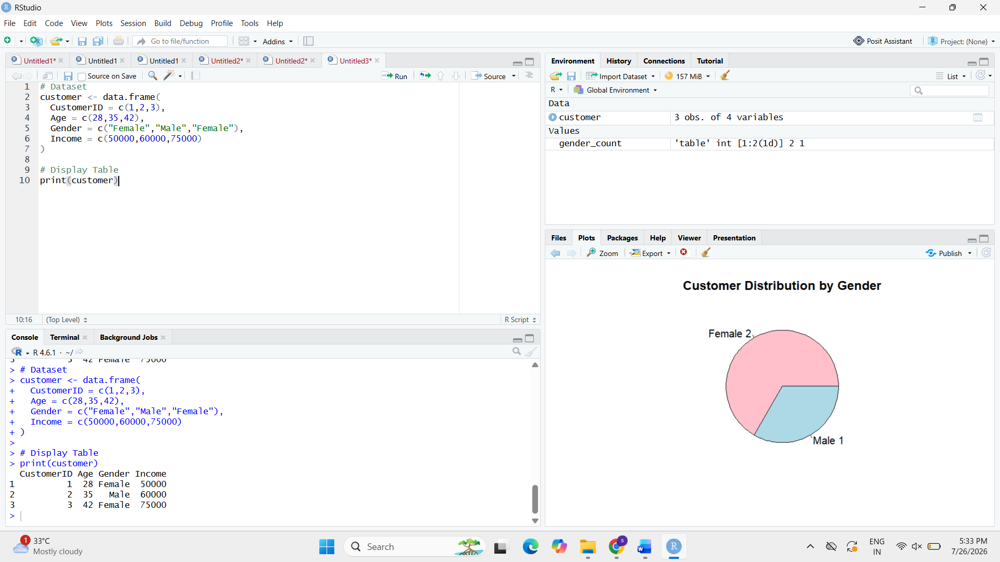 RStudio
File Edit Code View Plots Session Build Debug Profile Tools Help
Go to file/function Addins Posit Assistant Project: (None)
Untitled1* Untitled1 Untitled1 Untitled2* Untitled2* Untitled3*
Source on Save Run Source
1 # Dataset
2 customer <- data.frame(
3 CustomerID = c(1,2,3),
4 Age = c(28,35,42),
5 Gender = c("Female","Male","Female"),
6 Income = c(50000,60000,75000)
7 )
8
9 # Display Table
10 print(customer)
10:16 (Top Level) R Script
Console Terminal Background Jobs
R 4.6.1 · ~/
3 3 42 Female 75000
> # Dataset
> customer <- data.frame(
+ CustomerID = c(1,2,3),
+ Age = c(28,35,42),
+ Gender = c("Female","Male","Female"),
+ Income = c(50000,60000,75000)
+ )
>
> # Display Table
> print(customer)
CustomerID Age Gender Income
1 1 28 Female 50000
2 2 35 Male 60000
3 3 42 Female 75000
>
Environment History Connections Tutorial
Import Dataset 157 MiB List
R Global Environment
Data
customer 3 obs. of 4 variables
Values
gender_count 'table' int [1:2(1d)] 2 1
Files Plots Packages Help Viewer Presentation
Zoom Export Publish
Customer Distribution by Gender
Female 2
Male 1
1 33°C
Mostly cloudy
Search
ENG
IN
5:33 PM
7/26/2026